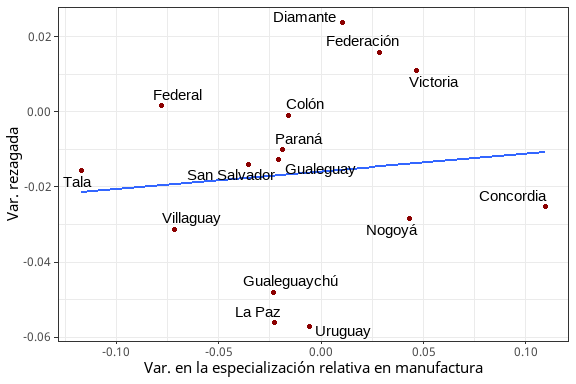 Diamante
Federación
0.02
Victoria
Federal
Colón
0.00
Paraná
San Salvador
Gualeguay
Tala
-0.02
Concordia
Villaguay
Nogoyá
-0.04
Gualeguaychú
La Paz
Uruguay
-0.06
-0.10
-0.05
0.00
0.05
0.10
Var. en la especialización relativa en manufactura
Var. rezagada